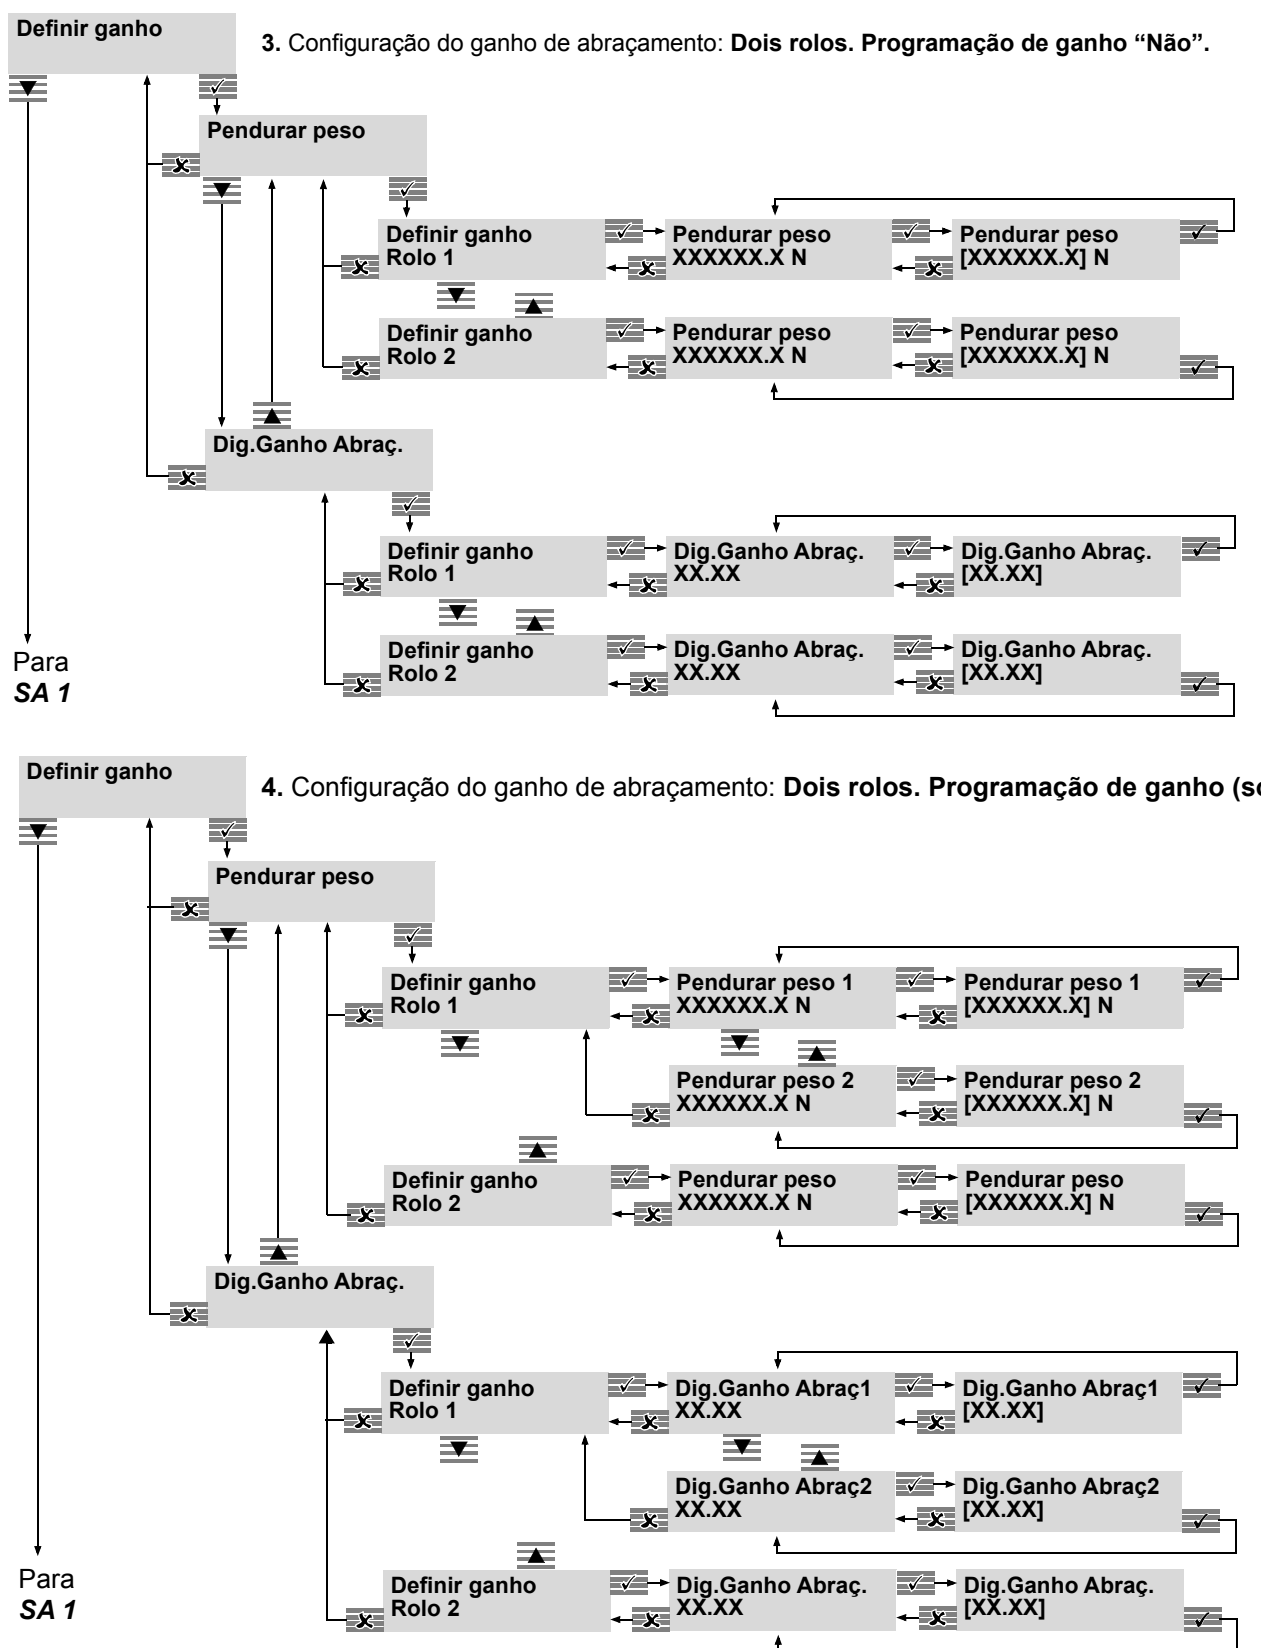 Definir ganho
3. Configuração do ganho de abraçamento: Dois rolos. Programação de ganho “Não”.
Pendurar peso
Definir ganho
Rolo 1
Pendurar peso
XXXXXX.X N
Pendurar peso
[XXXXXX.X] N
Definir ganho
Rolo 2
Pendurar peso
XXXXXX.X N
Pendurar peso
[XXXXXX.X] N
Dig.Ganho Abraç.
Definir ganho
Rolo 1
Dig.Ganho Abraç.
XX.XX
Dig.Ganho Abraç.
[XX.XX]
Definir ganho
Rolo 2
Dig.Ganho Abraç.
XX.XX
Dig.Ganho Abraç.
[XX.XX]
Para
SA 1
Definir ganho
4. Configuração do ganho de abraçamento: Dois rolos. Programação de ganho
Pendurar peso
Definir ganho
Rolo 1
Pendurar peso 1
XXXXXX.X N
Pendurar peso 1
[XXXXXX.X] N
Pendurar peso 2
XXXXXX.X N
Pendurar peso 2
[XXXXXX.X] N
Definir ganho
Rolo 2
Pendurar peso
XXXXXX.X N
Pendurar peso
[XXXXXX.X] N
Dig.Ganho Abraç.
Definir ganho
Rolo 1
Dig.Ganho Abraç1
XX.XX
Dig.Ganho Abraç1
[XX.XX]
Dig.Ganho Abraç2
XX.XX
Dig.Ganho Abraç2
[XX.XX]
Definir ganho
Rolo 2
Dig.Ganho Abraç.
XX.XX
Dig.Ganho Abraç.
[XX.XX]
Para
SA 1